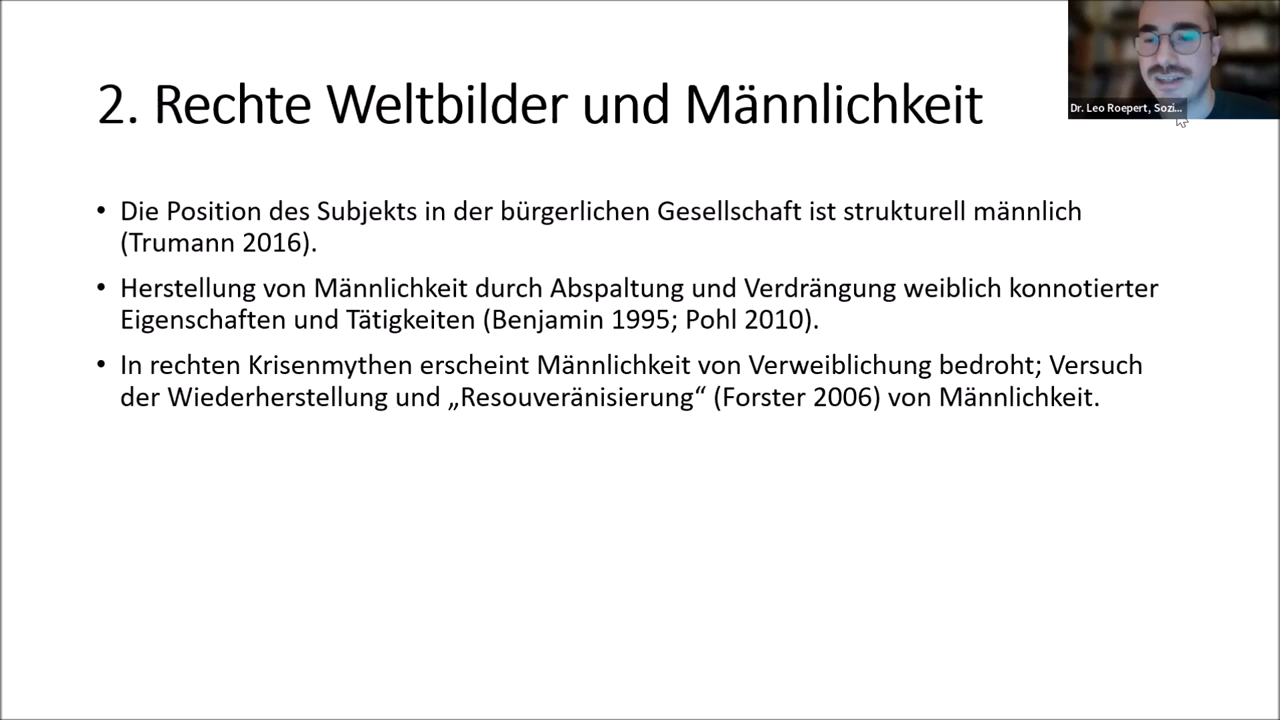 2. Rechte Weltbilder und Männlichkeit
Dr. Leo Roepert, Sozi...
• Die Position des Subjekts in der bürgerlichen Gesellschaft ist strukturell männlich
(Trumann 2016).
• Herstellung von Männlichkeit durch Abspaltung und Verdrängung weiblich konnotierter
Eigenschaften und Tätigkeiten (Benjamin 1995; Pohl 2010).
• In rechten Krisenmythen erscheint Männlichkeit von Verweiblichung bedroht; Versuch
der Wiederherstellung und „Resouveränisierung“ (Forster 2006) von Männlichkeit.